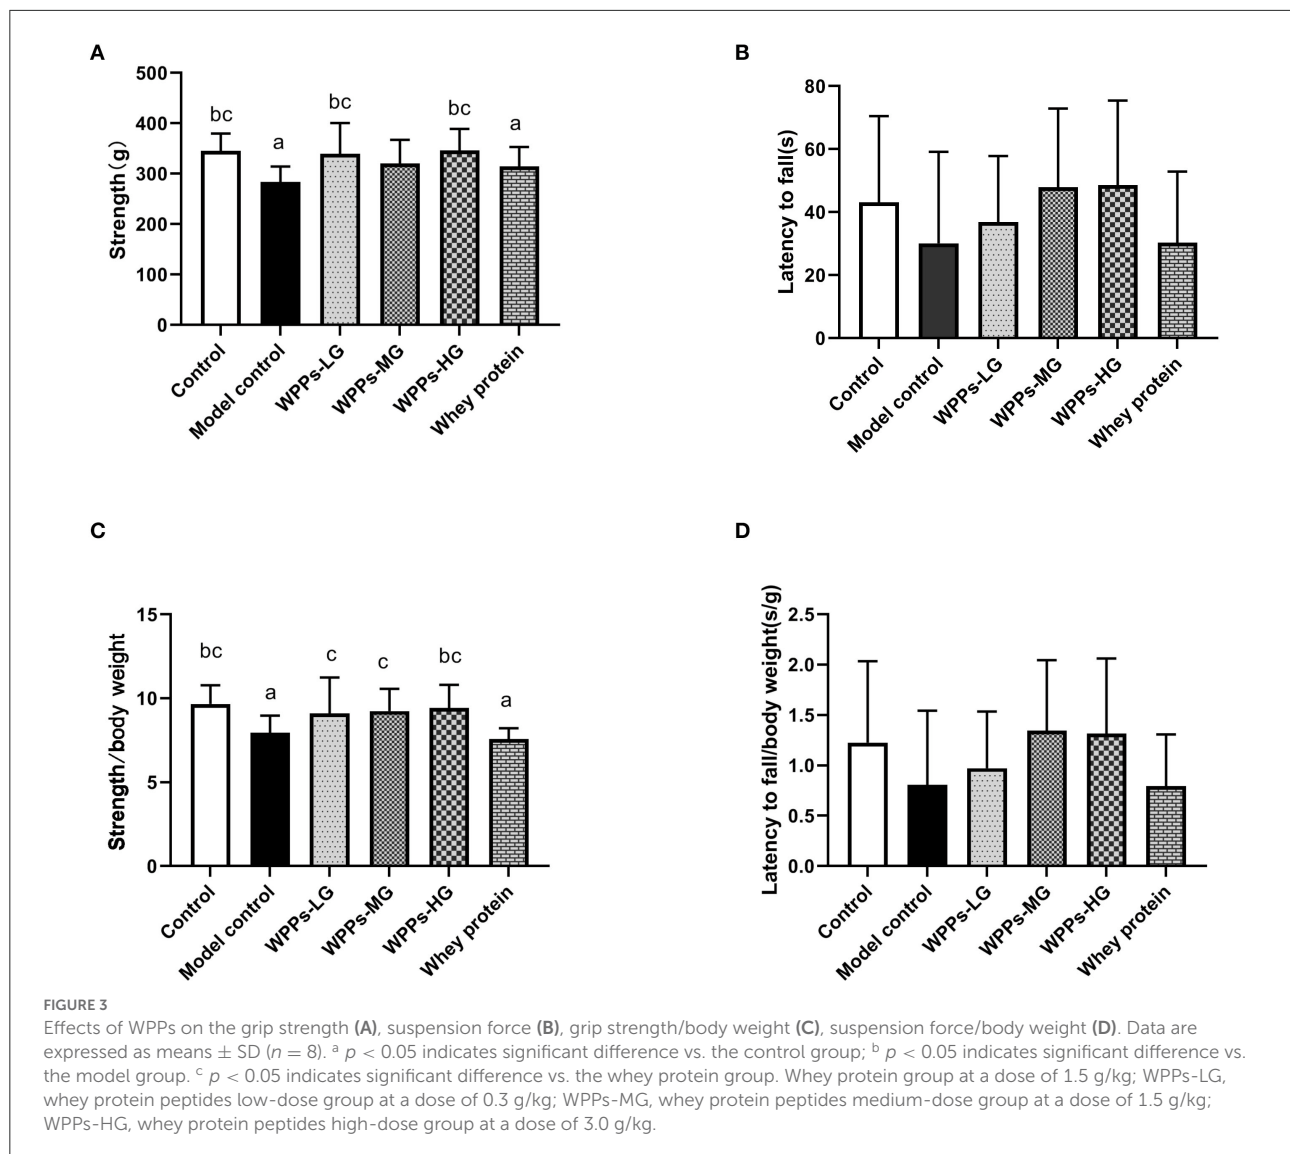 A
Strength(g)
500
400
300
200
100
0
bc
a
bc
bc
a
Control
Model control
WPPs-LG
WPPs-MG
WPPs-HG
Whey protein
B
Latency to fall(s)
80
60
40
20
0
Control
Model control
WPPs-LG
WPPs-MG
WPPs-HG
Whey protein
C
Strength/body weight
15
10
5
0
bc
a
c
c
bc
a
Control
Model control
WPPs-LG
WPPs-MG
WPPs-HG
Whey protein
D
Latency to fall/body weight(s/g)
2.5
2.0
1.5
1.0
0.5
0.0
Control
Model control
WPPs-LG
WPPs-MG
WPPs-HG
Whey protein
FIGURE 3
Effects of WPPs on the grip strength (A), suspension force (B), grip strength/body weight (C), suspension force/body weight (D). Data are
expressed as means ± SD (n = 8). a p < 0.05 indicates significant difference vs. the control group; b p < 0.05 indicates significant difference vs.
the model group. c p < 0.05 indicates significant difference vs. the whey protein group. Whey protein group at a dose of 1.5 g/kg; WPPs-LG,
whey protein peptides low-dose group at a dose of 0.3 g/kg; WPPs-MG, whey protein peptides medium-dose group at a dose of 1.5 g/kg;
WPPs-HG, whey protein peptides high-dose group at a dose of 3.0 g/kg.